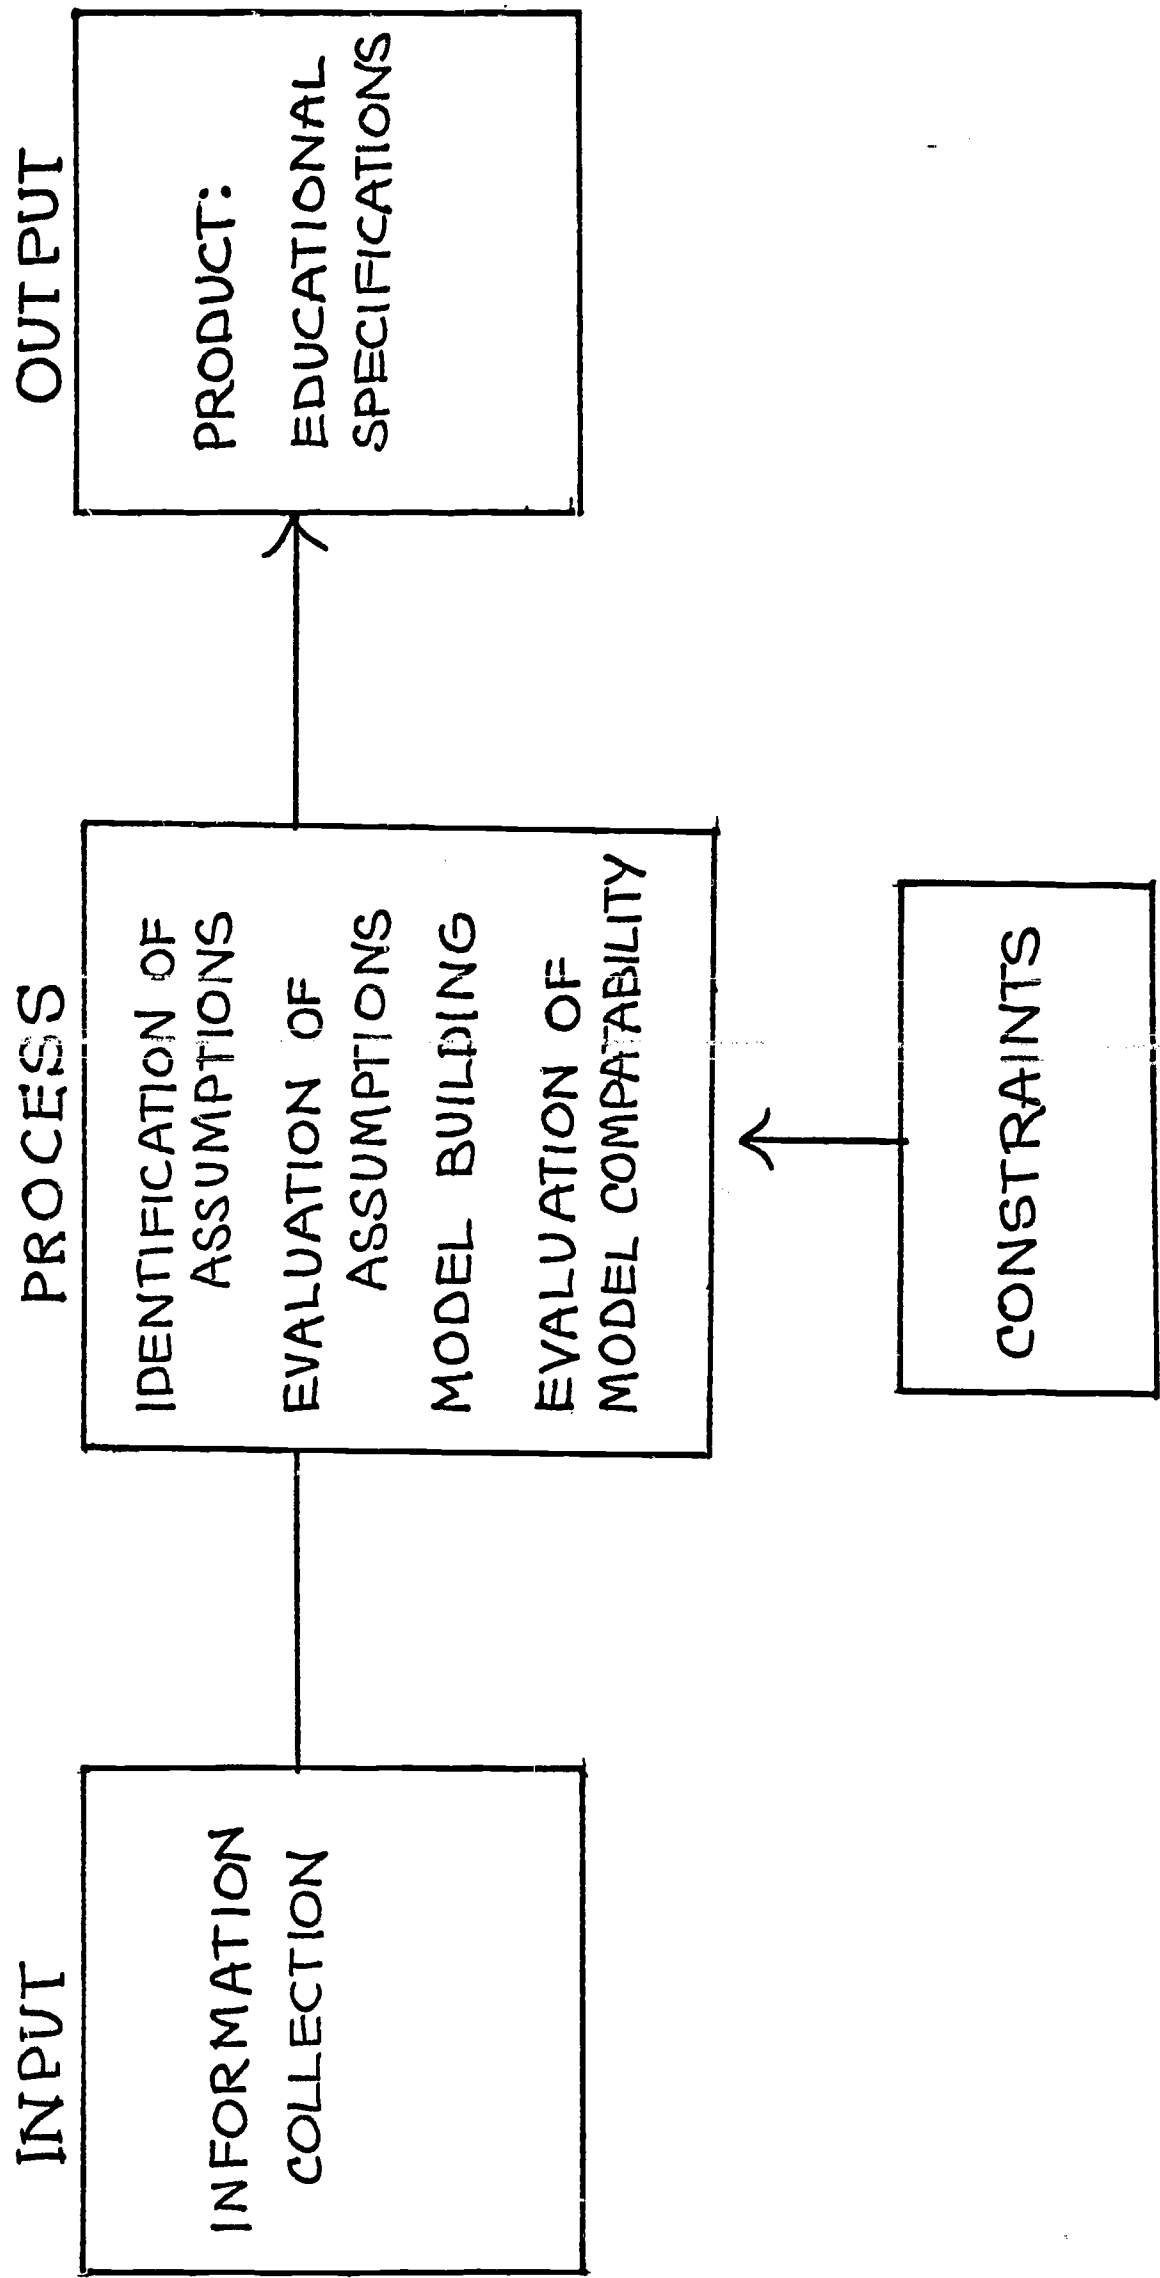 INPUT
INFORMATION
COLLECTION
PROCESS
IDENTIFICATION OF
ASSUMPTIONS
EVALUATION OF
ASSUMPTIONS
MODEL BUILDING
EVALUATION OF
MODEL COMPATABILITY
CONSTRAINTS
OUTPUT
PRODUCT:
EDUCATIONAL
SPECIFICATIONS